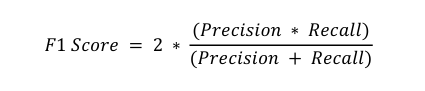 F1 Score = 2 * (Precision * Recall) / (Precision + Recall)